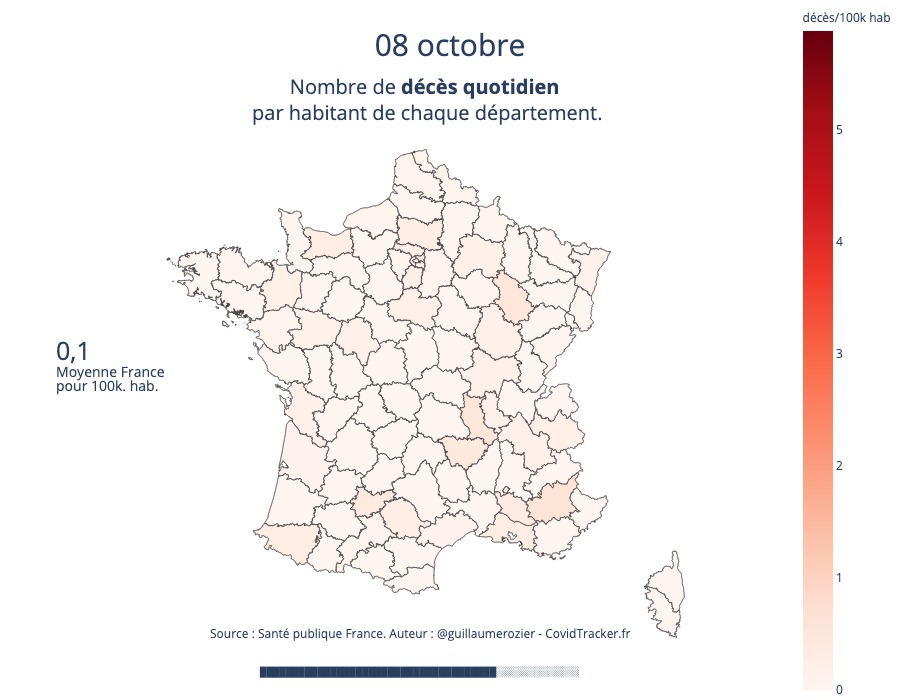 décès/100k hab
08 octobre
Nombre de décès quotidien
par habitant de chaque département.
5
4
0,1
Moyenne France
pour 100k. hab.
3
2
1
Source : Santé publique France. Auteur : @guillaumerozier - CovidTracker.fr
0